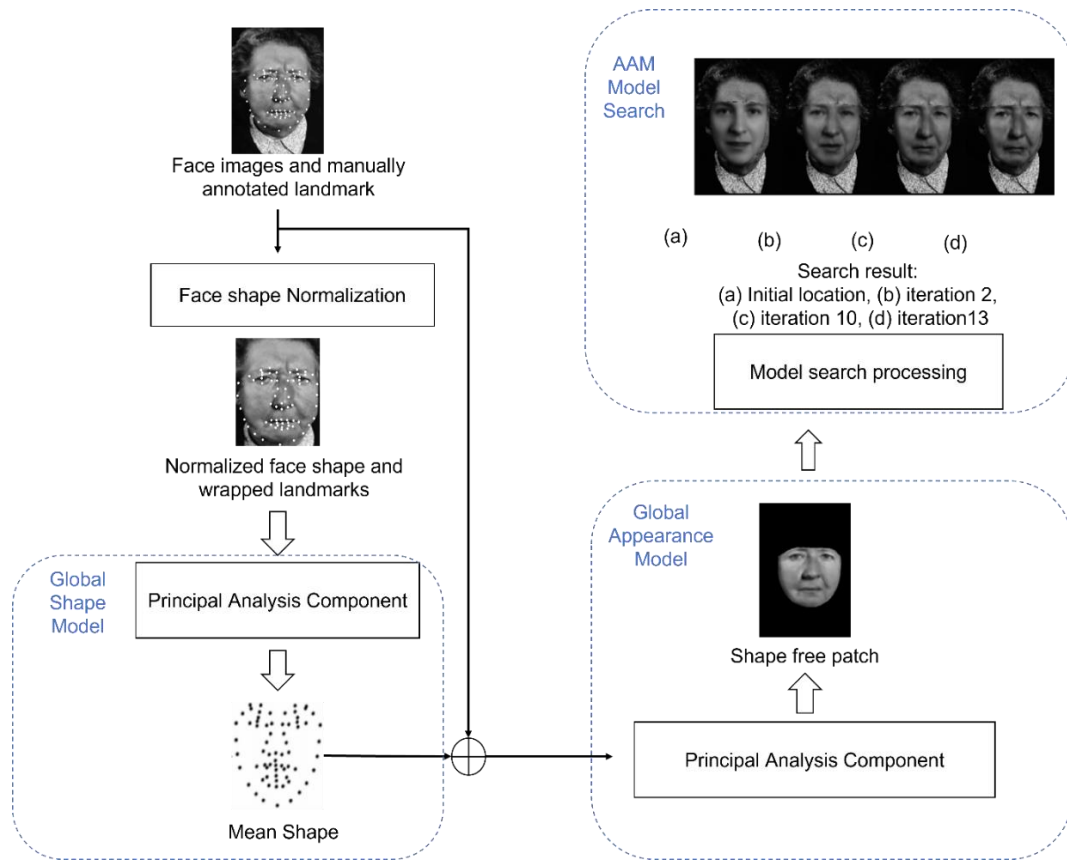 Face images and manually
annotated landmark
Face shape Normalization
Normalized face shape and
wrapped landmarks
Global
Shape
Model
Principal Analysis Component
Mean Shape
AAM
Model
Search
(a) (b) (c) (d)
Search result:
(a) Initial location, (b) iteration 2,
(c) iteration 10, (d) iteration13
Model search processing
Global
Appearance
Model
Shape free patch
Principal Analysis Component